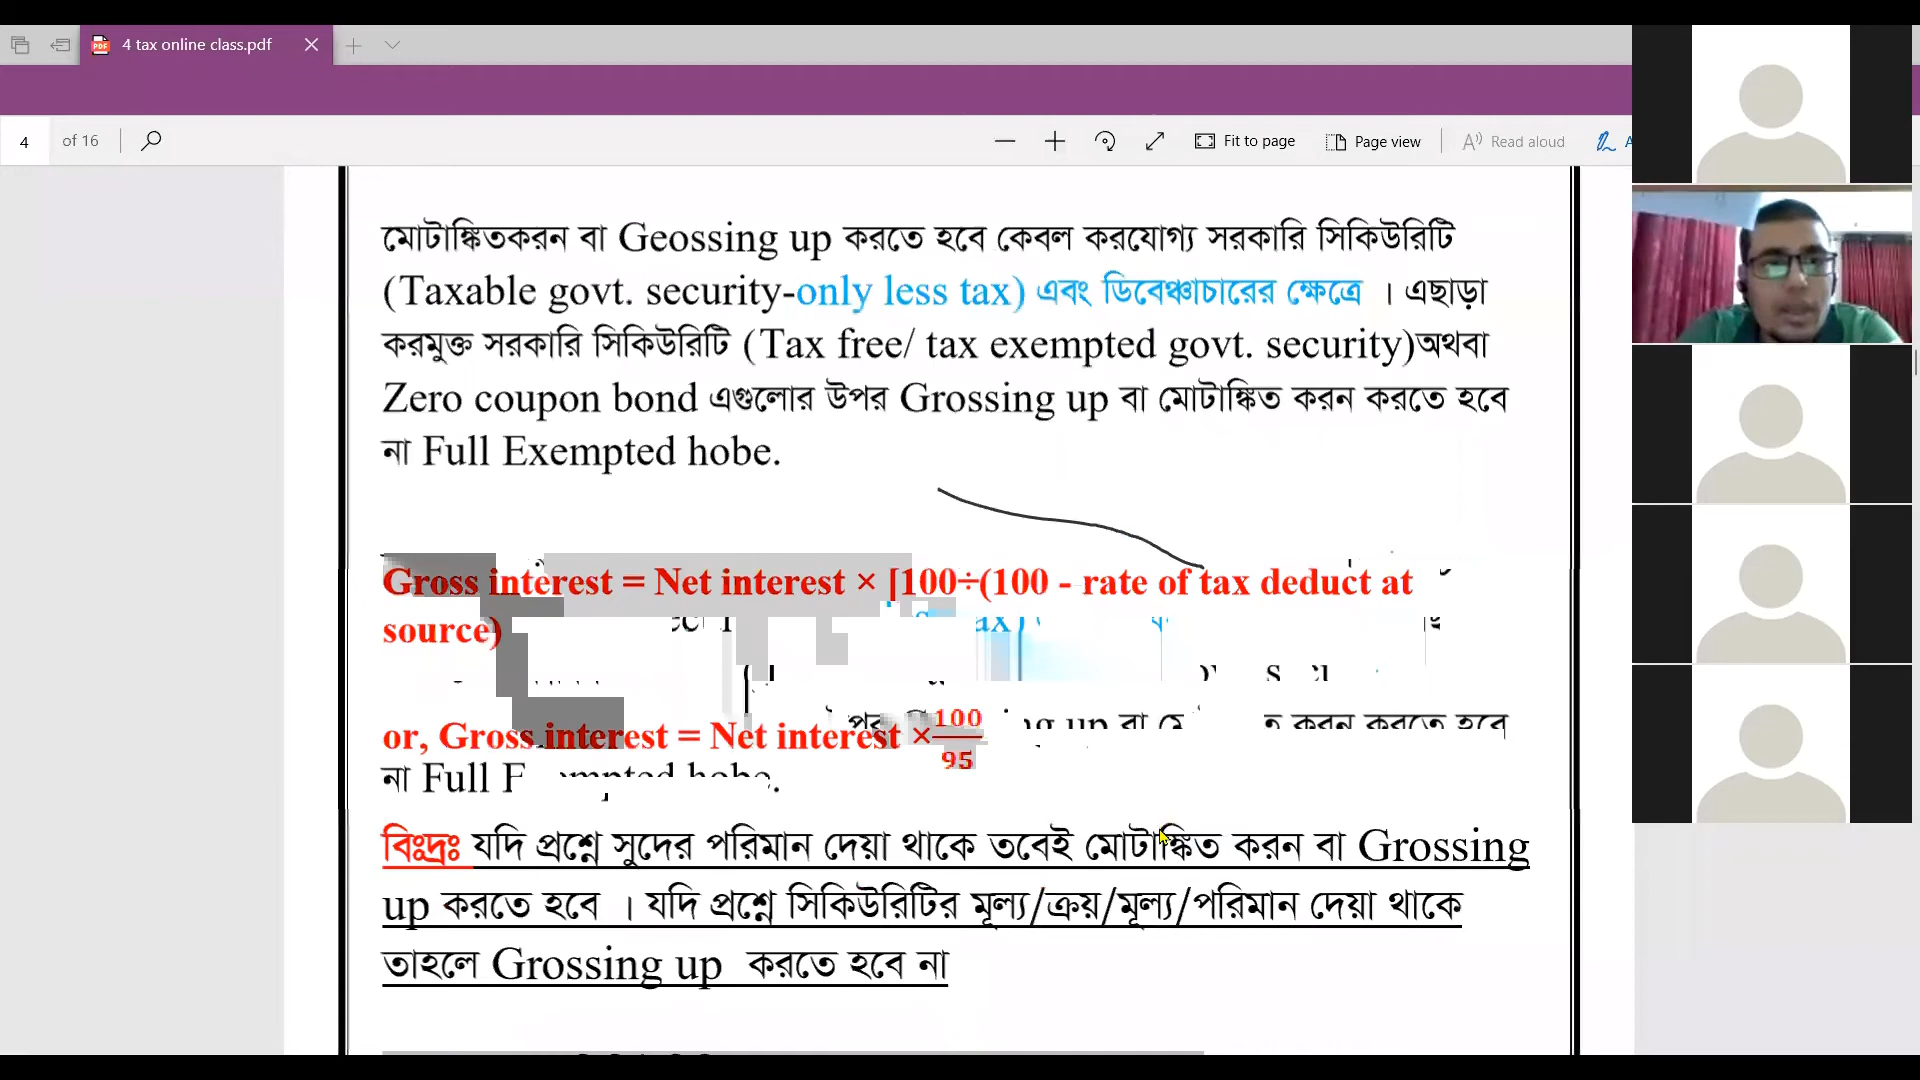 4 tax online class.pdf
4 of 16
Fit to page
Page view
Read aloud
মোটাঙ্কিতকরন বা Geossing up করতে হবে কেবল করযোগ্য সরকারি সিকিউরিটি
(Taxable govt. security-only less tax) এবং ডিবেঞ্চাচারের ক্ষেত্রে । এছাড়া
করমুক্ত সরকারি সিকিউরিটি (Tax free/ tax exempted govt. security)অথবা
Zero coupon bond এগুলোর উপর Grossing up বা মোটাঙ্কিত করন করতে হবে
না Full Exempted hobe.
Gross interest = Net interest × [100÷(100 - rate of tax deduct at
source)
or, Gross interest = Net interest × 100/95
না Full
বিঃদ্রঃ যদি প্রশ্নে সুদের পরিমান দেয়া থাকে তবেই মোটাঙ্কিত করন বা Grossing
up করতে হবে । যদি প্রশ্নে সিকিউরিটির মূল্য/ক্রয়/মূল্য/পরিমান দেয়া থাকে
তাহলে Grossing up করতে হবে না